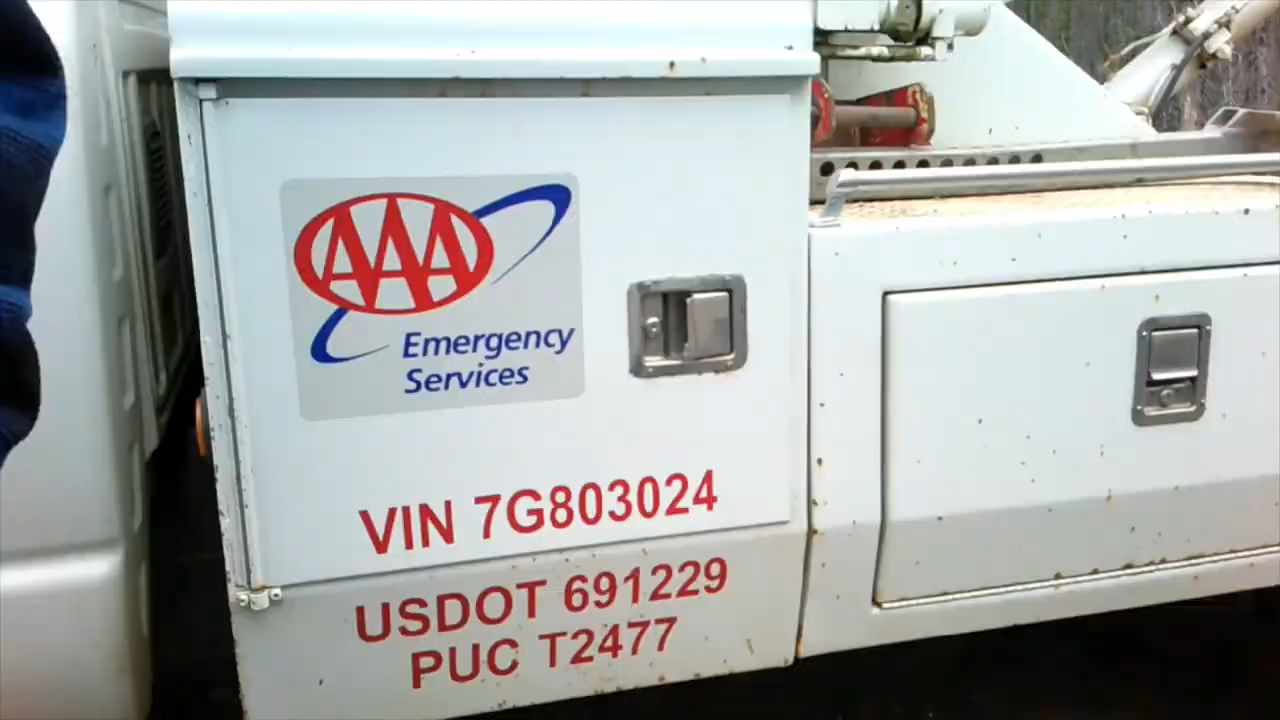 AAA
Emergency
Services
VIN 7G803024
USDOT 691229
PUC T2477